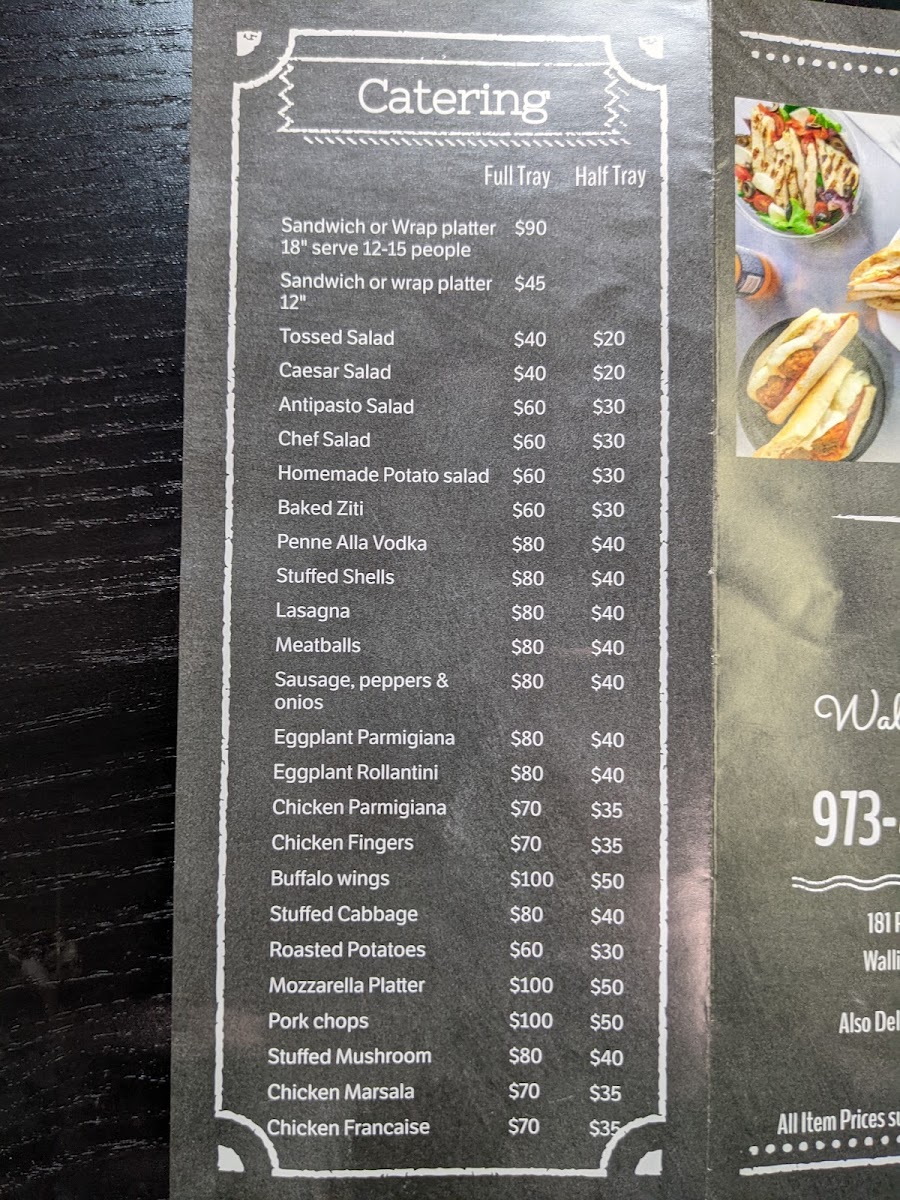 Catering
Full Tray Half Tray
Sandwich or Wrap platter $90
18" serve 12-15 people
Sandwich or wrap platter $45
12"
Tossed Salad $40 $20
Caesar Salad $40 $20
Antipasto Salad $60 $30
Chef Salad $60 $30
Homemade Potato salad $60 $30
Baked Ziti $60 $30
Penne Alla Vodka $80 $40
Stuffed Shells $80 $40
Lasagna $80 $40
Meatballs $80 $40
Sausage, peppers & $80 $40
onios
Eggplant Parmigiana $80 $40
Eggplant Rollantini $80 $40
Chicken Parmigiana $70 $35
Chicken Fingers $70 $35
Buffalo wings $100 $50
Stuffed Cabbage $80 $40
Roasted Potatoes $60 $30
Mozzarella Platter $100 $50
Pork chops $100 $50
Stuffed Mushroom $80 $40
Chicken Marsala $70 $35
Chicken Francaise $70 $35
Wal
973-
181
Walli
Also Del
All Item Prices su